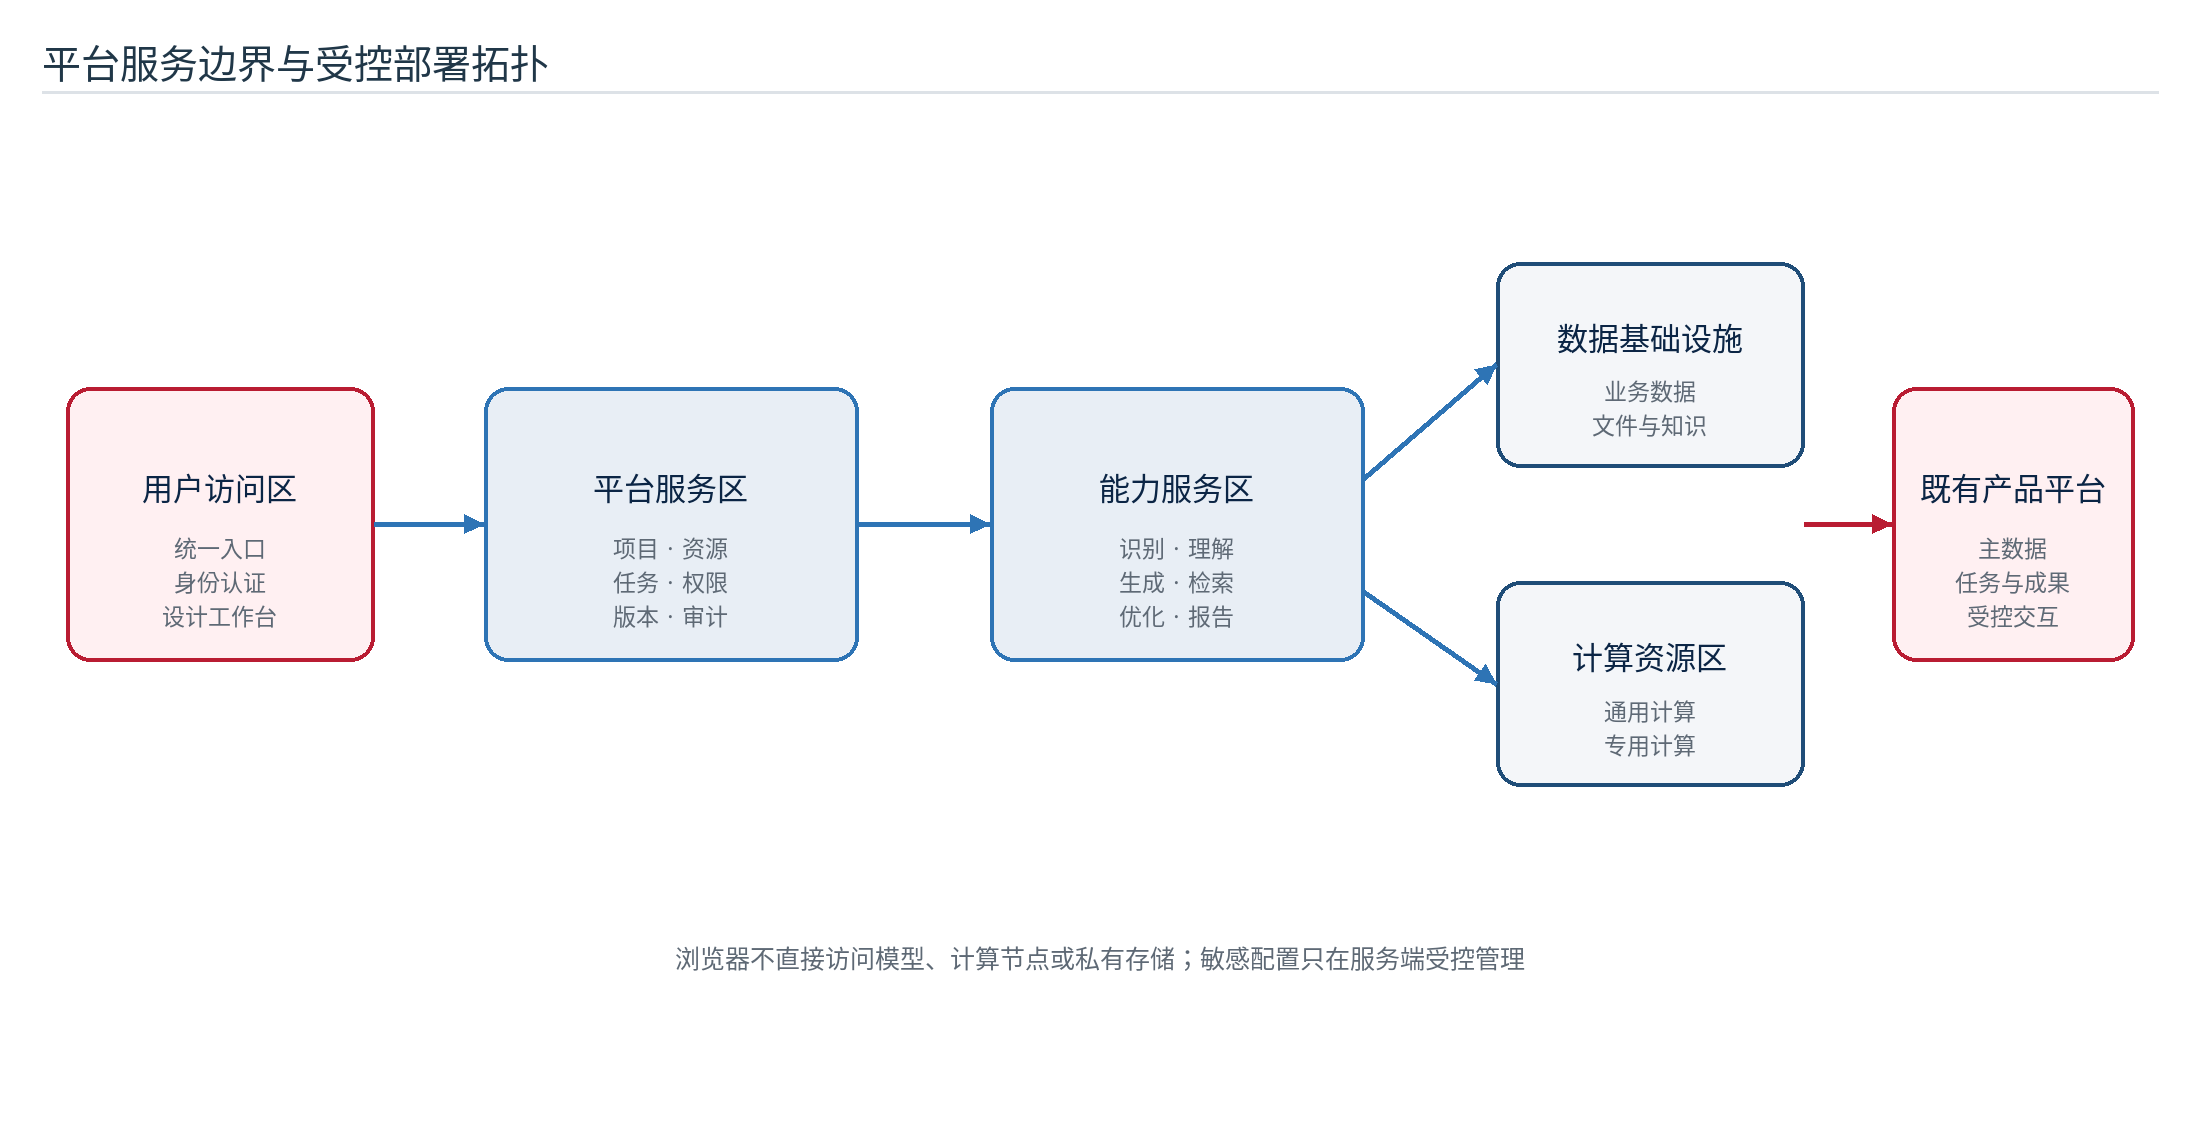 平台服务边界与受控部署拓扑
用户访问区
统一入口
身份认证
设计工作台
平台服务区
项目 · 资源
任务 · 权限
版本 · 审计
能力服务区
识别 · 理解
生成 · 检索
优化 · 报告
数据基础设施
业务数据
文件与知识
计算资源区
通用计算
专用计算
既有产品平台
主数据
任务与成果
受控交互
浏览器不直接访问模型、计算节点或私有存储；敏感配置只在服务端受控管理